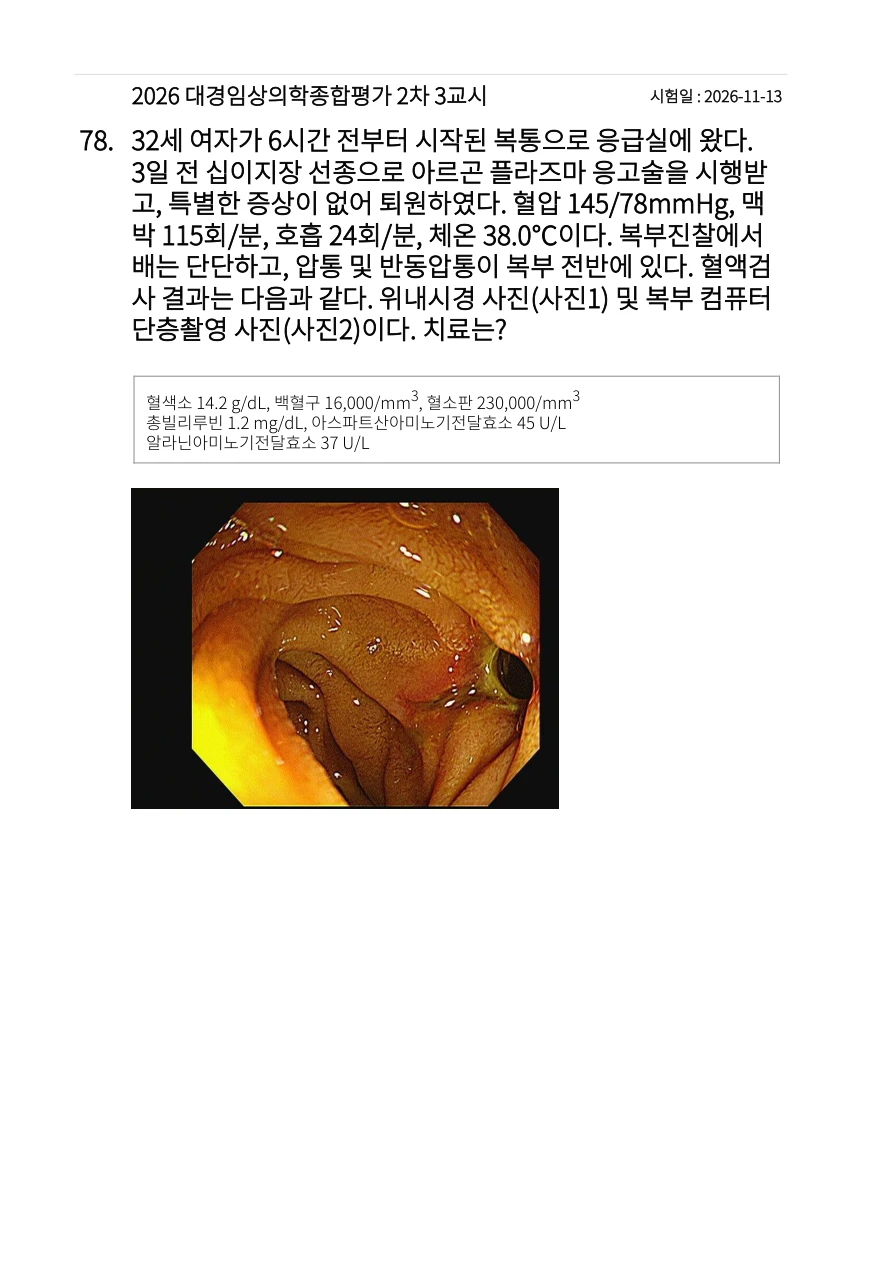 2026 대경임상의학종합평가 2차 3교시
시험일 : 2026-11-13
78. 32세 여자가 6시간 전부터 시작된 복통으로 응급실에 왔다.
3일 전 십이지장 선종으로 아르곤 플라즈마 응고술을 시행받
고, 특별한 증상이 없어 퇴원하였다. 혈압 145/78mmHg, 맥
박 115회/분, 호흡 24회/분, 체온 38.0℃이다. 복부진찰에서
배는 단단하고, 압통 및 반동압통이 복부 전반에 있다. 혈액검
사 결과는 다음과 같다. 위내시경 사진(사진1) 및 복부 컴퓨터
단층촬영 사진(사진2)이다. 치료는?
혈색소 14.2 g/dL, 백혈구 16,000/mm³, 혈소판 230,000/mm³
총빌리루빈 1.2 mg/dL, 아스파트산아미노기전달효소 45 U/L
알라닌아미노기전달효소 37 U/L